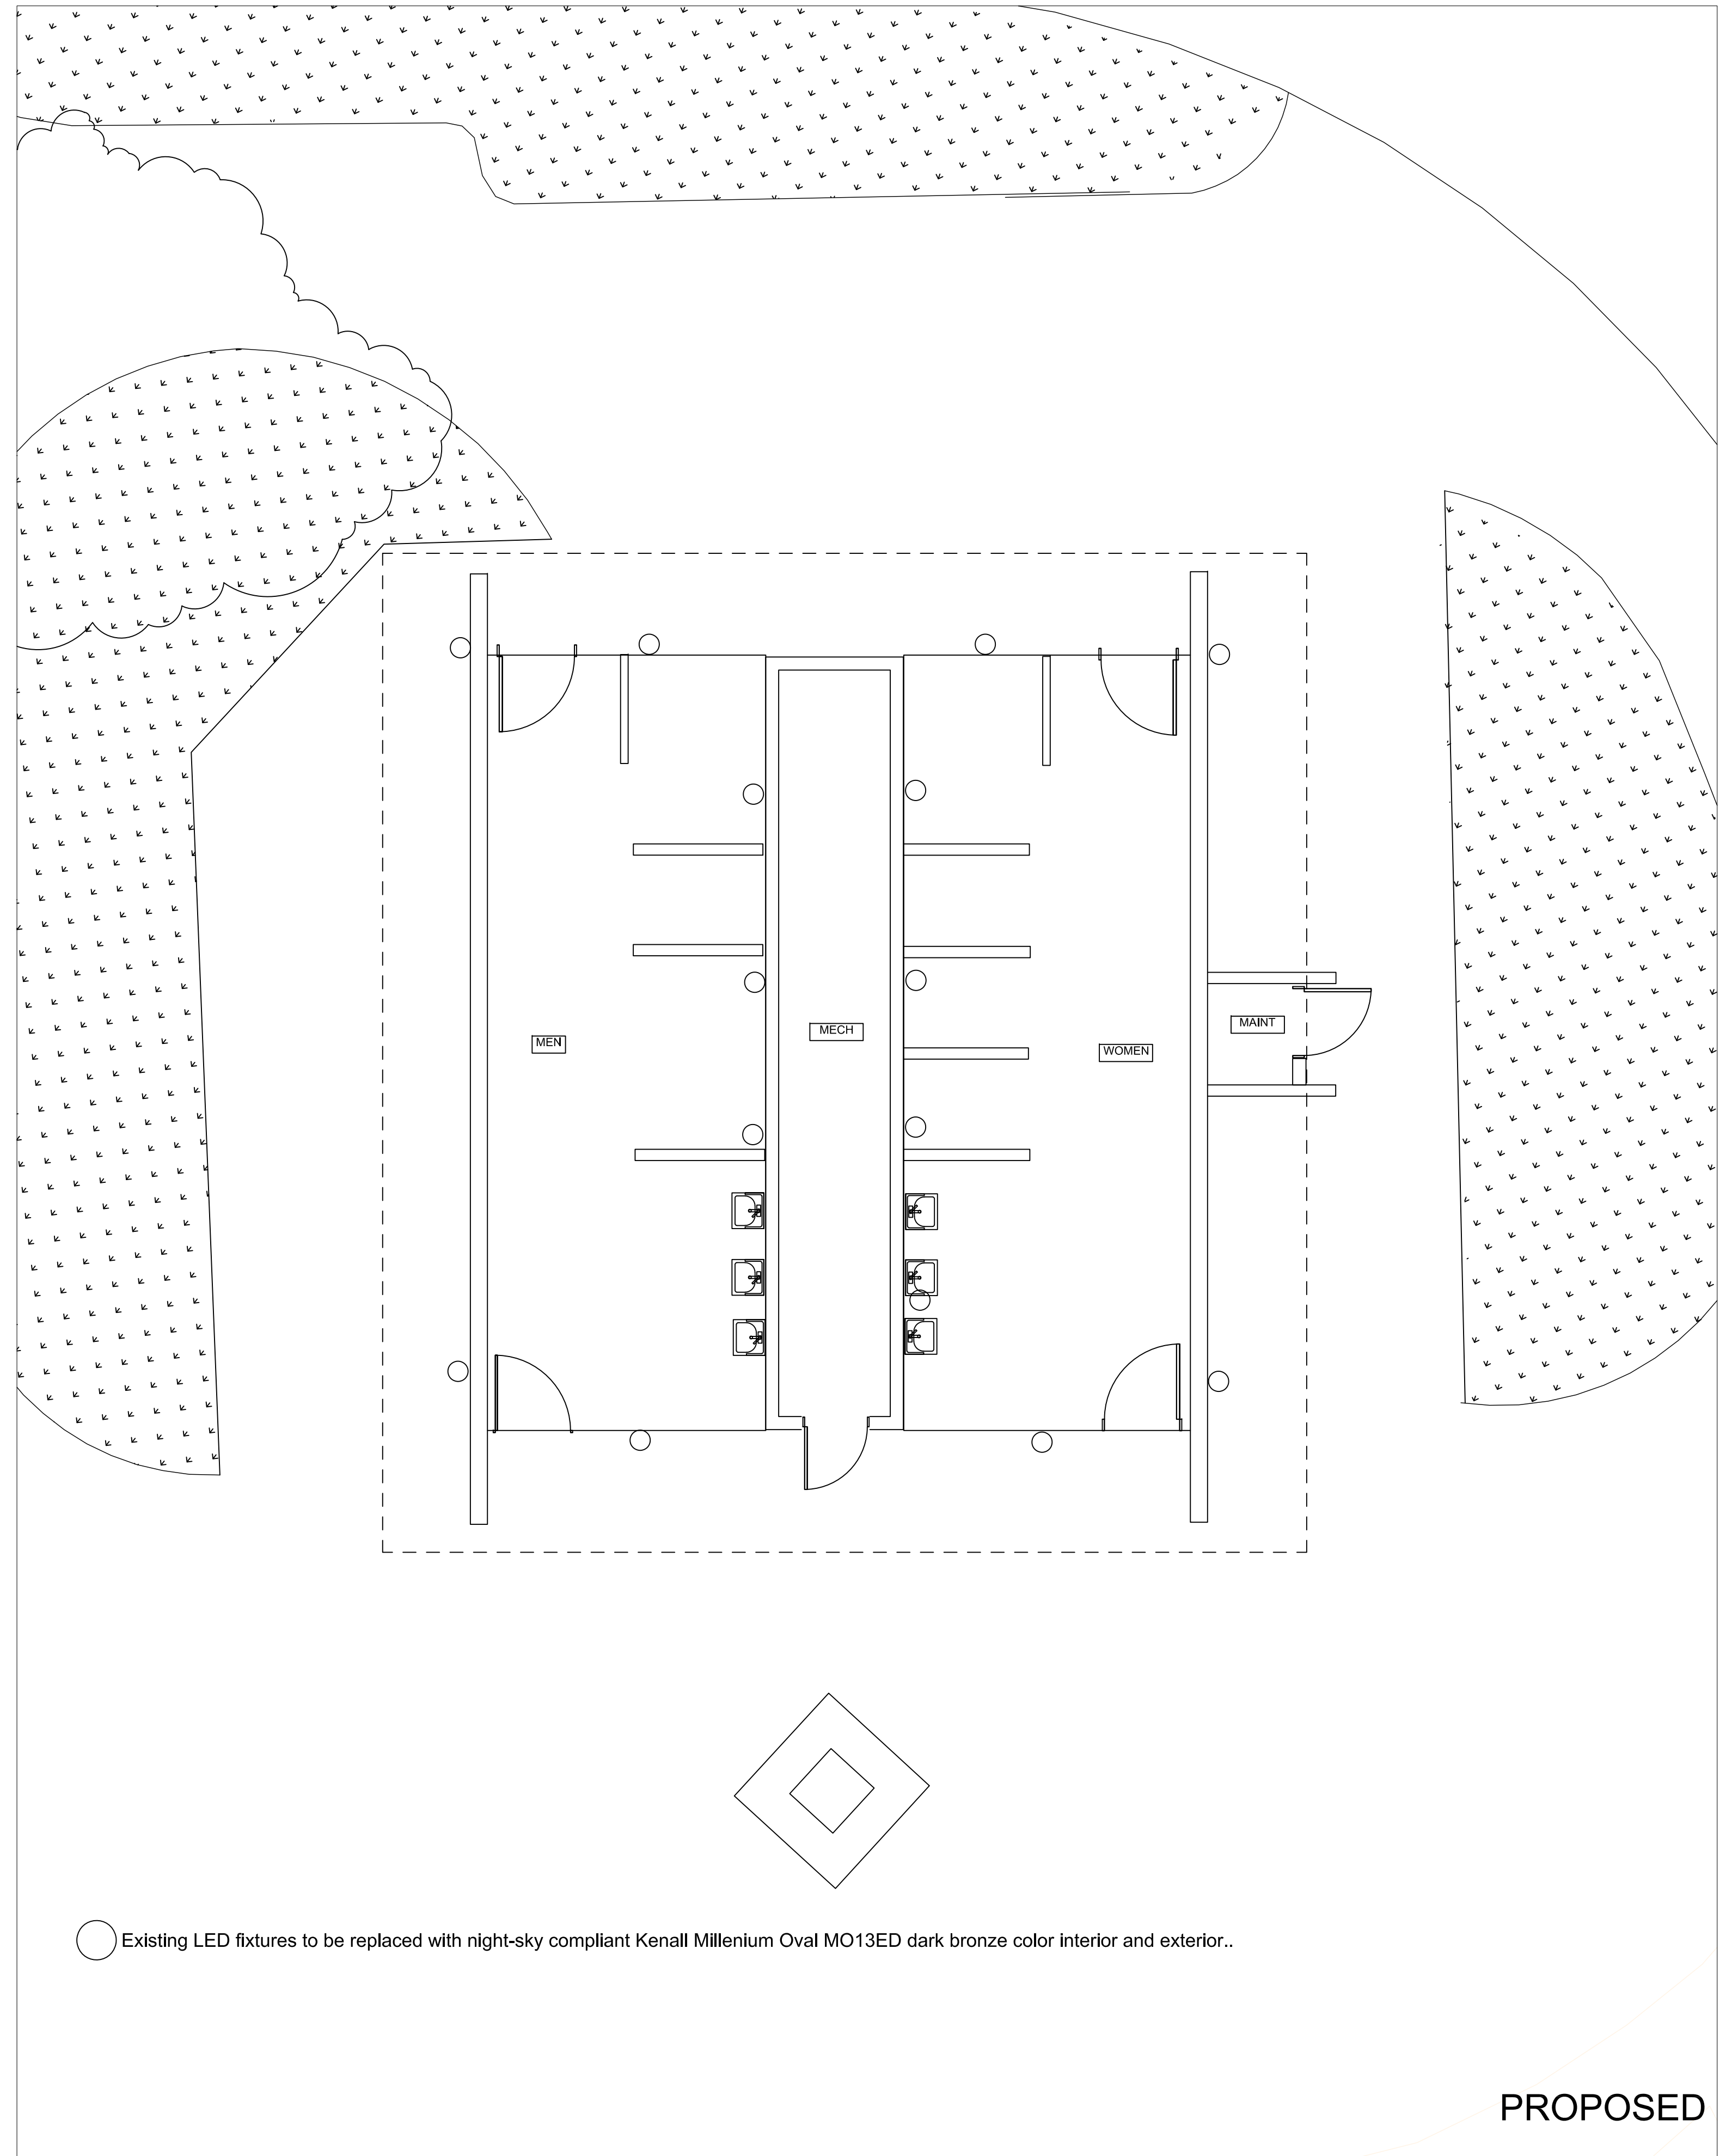 MECH
MAINT
MEN
WOMEN
Existing LED fixtures to be replaced with night-sky compliant Kenall Millenium Oval MO13ED dark bronze color interior and exterior..
PROPOSED